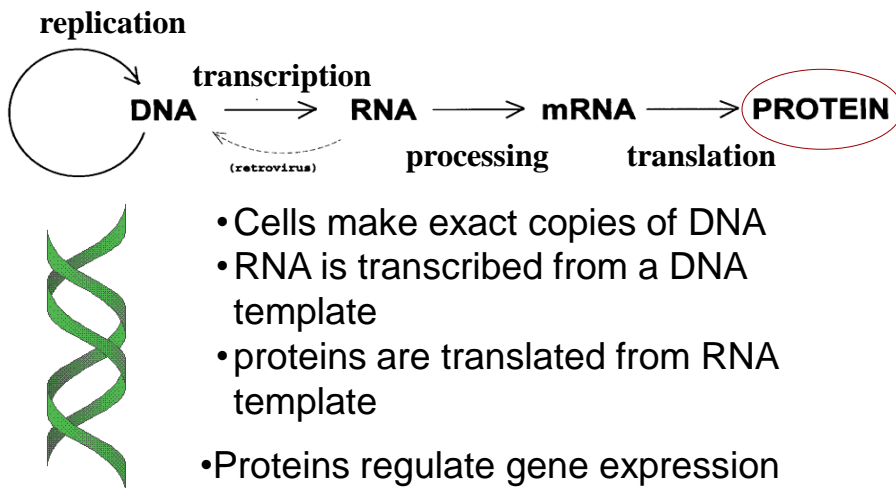 replication
transcription
DNA RNA mRNA PROTEIN
(retrovirus)
processing translation
•Cells make exact copies of DNA
•RNA is transcribed from a DNA
template
•proteins are translated from RNA
template
•Proteins regulate gene expression